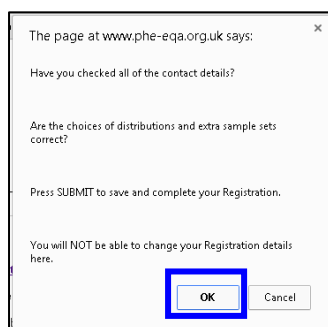 The page at www.phe-eqa.org.uk says:
×
Have you checked all of the contact details?
Are the choices of distributions and extra sample sets
correct?
Press SUBMIT to save and complete your Registration.
You will NOT be able to change your Registration details
here.
OK
Cancel